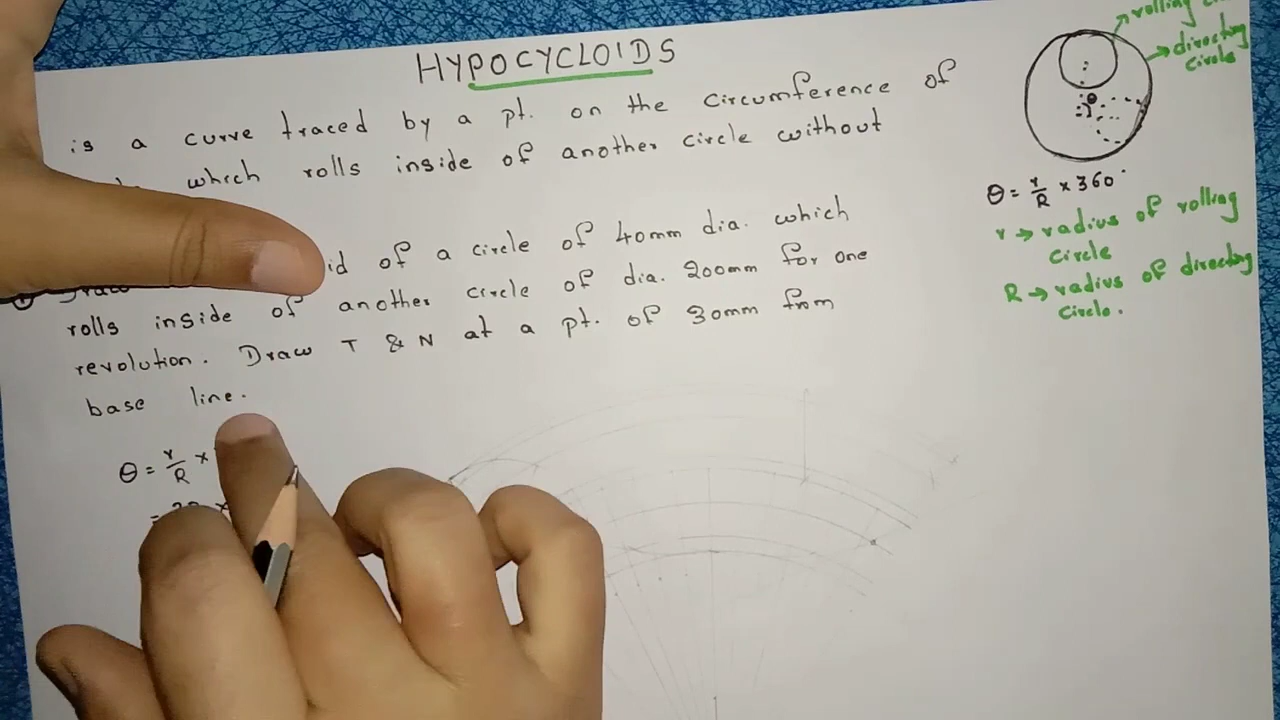 HYPOCYCLOIDS
is a curve traced by a pt. on the circumference of
which rolls inside of another circle without
Draw of a circle of 40mm dia. which
rolls inside of another circle of dia. 200mm for one
revolution. Draw T & N at a pt. of 30mm from
base line.
θ = r/R ×
rolling
directing
circle
θ = r/R × 360°
r → radius of rolling
circle
R → radius of directing
circle.